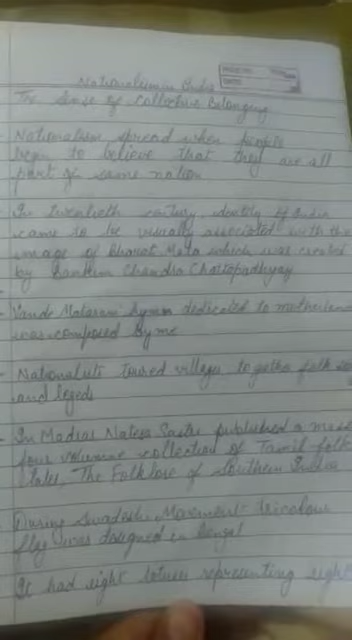 Nationalism in India
The Sense of Collective Belonging
Nationalism spread when people
begin to believe that they are all
part of same nation
In twentieth century, identity of India
came to be visually associated with the
image of Bharat Mata which was created
by Bankim Chandra Chattopadhyay
Vande Mataram hymn dedicated to motherland
was composed by me
Nationalists toured villages to gather folk
and legeds
In Madras Natesa Sastri published a
four volume collection of Tamil folk
tales, The Folklore of Southern India
During Swadeshi Movement tricolour
flag was designed in Bengal
It had eight lotuses representing eight